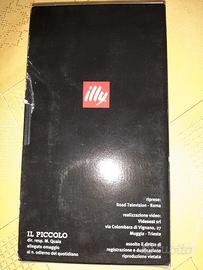 illy
riprese:
Road Television - Roma
realizzazione video:
Videoest srl
via Colombara di Vignano, 27
Muggia - Trieste
assolto il diritto di
registrazione e duplicazione
riproduzione vietata
IL PICCOLO
dir. resp. M. Quaia
allegato omaggio
al n. odierno del quotidiano